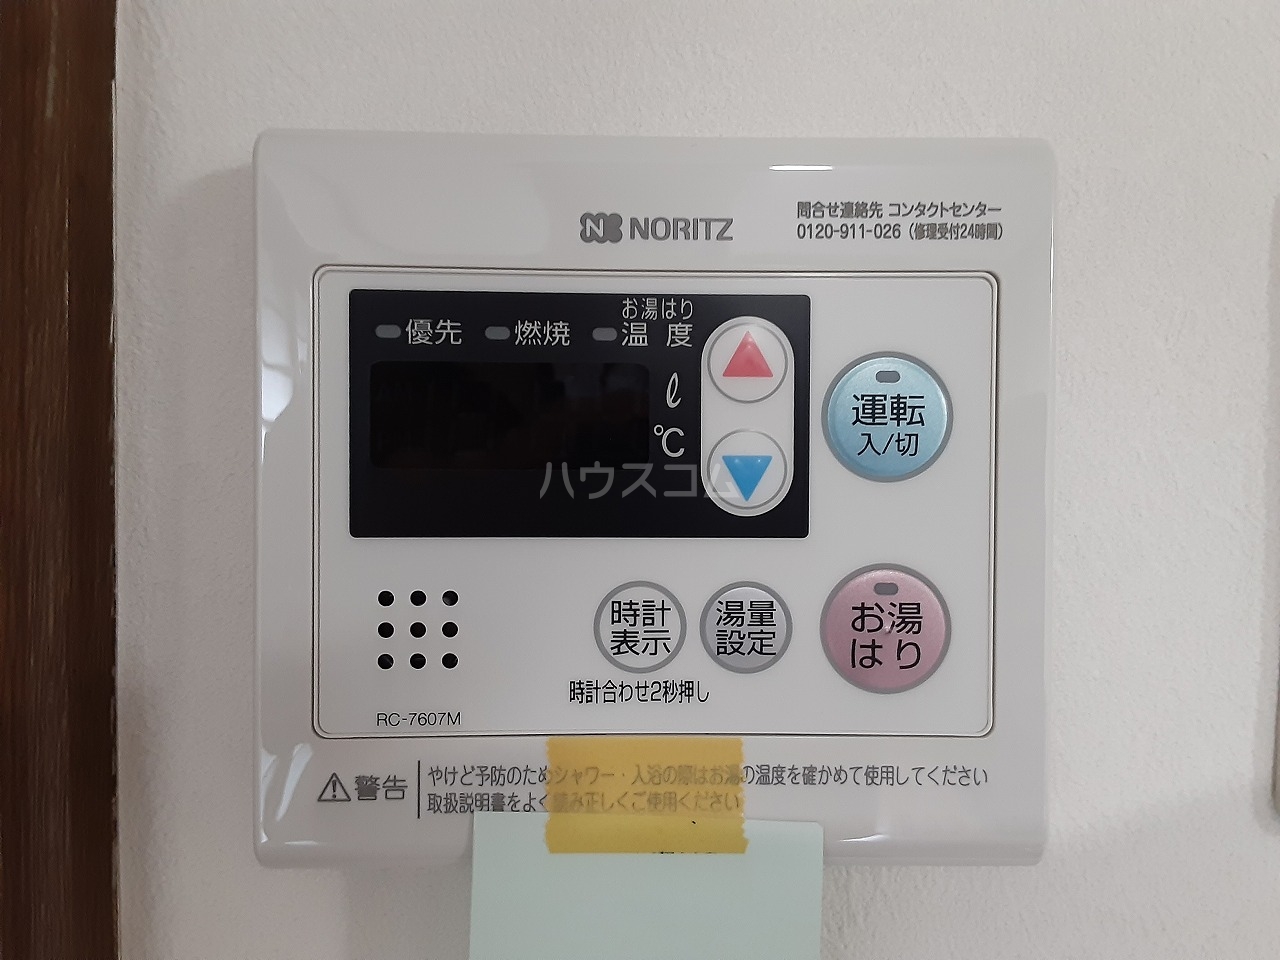 NORITZ
問合せ連絡先 コンタクトセンター
0120-911-026（修理受付24時間）
優先
燃焼
お湯はり
温度
ℓ
℃
運転
入/切
ハウスコム
時計
表示
湯量
設定
お湯
はり
時計合わせ2秒押し
RC-7607M
警告
やけど予防のためシャワー・入浴の際はお湯の温度を確かめて使用してください
取扱説明書をよく読み正しくご使用ください